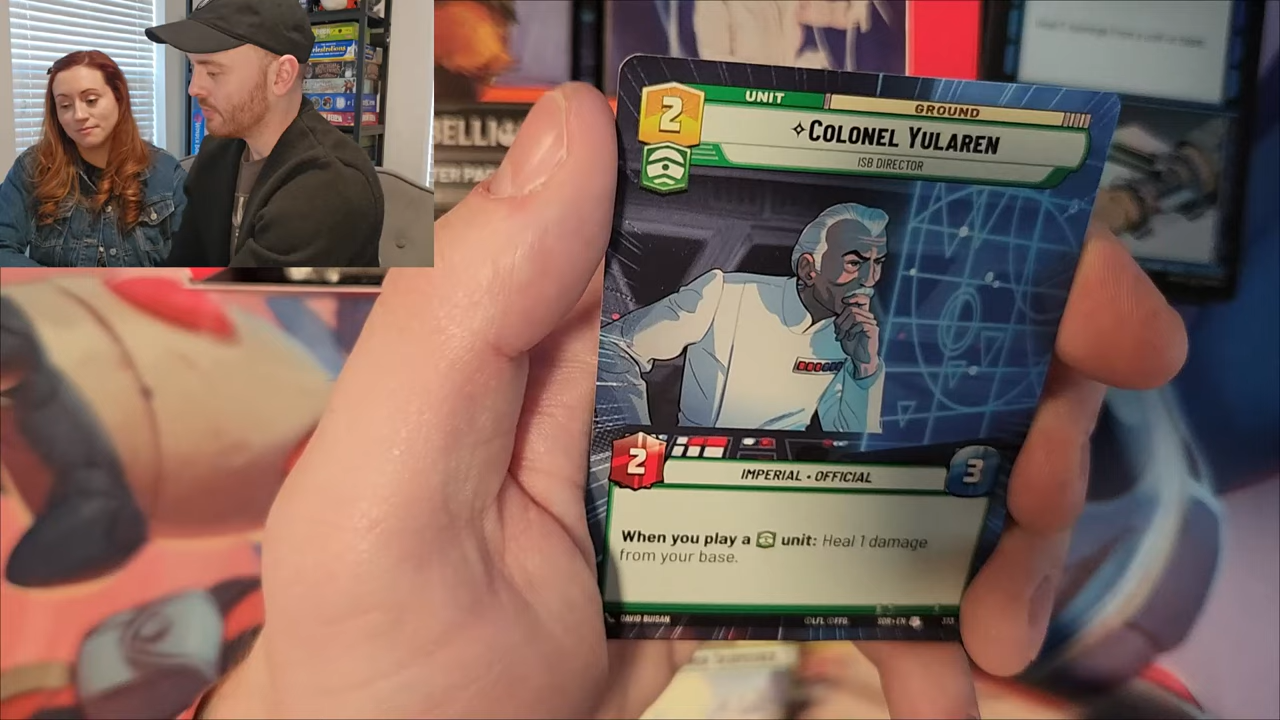 UNIT
GROUND
2
COLONEL YULAREN
ISB DIRECTOR
2
IMPERIAL • OFFICIAL
3
When you play a unit: Heal 1 damage
from your base.
DAVID BUISAN
©LFL ©FFG
SOR • EN
313